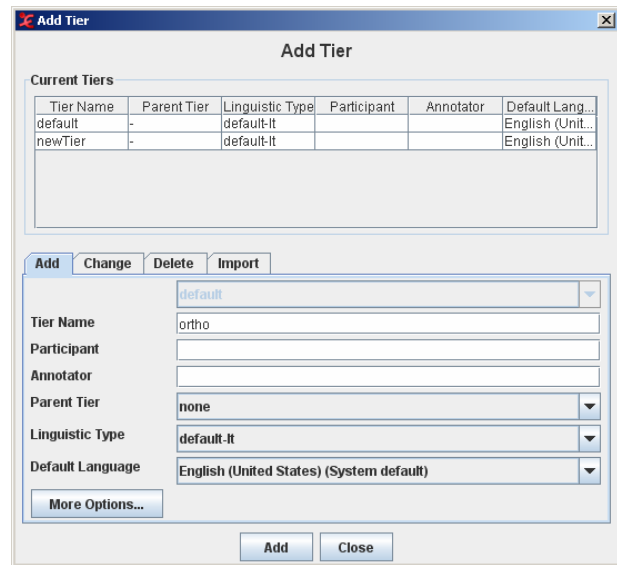 Add Tier
Add Tier
Current Tiers
Tier Name Parent Tier Linguistic Type Participant Annotator Default Lang...
default - default-lt English (Unit...
newTier - default-lt English (Unit...
Add Change Delete Import
default
Tier Name ortho
Participant
Annotator
Parent Tier none
Linguistic Type default-lt
Default Language English (United States) (System default)
More Options...
Add Close